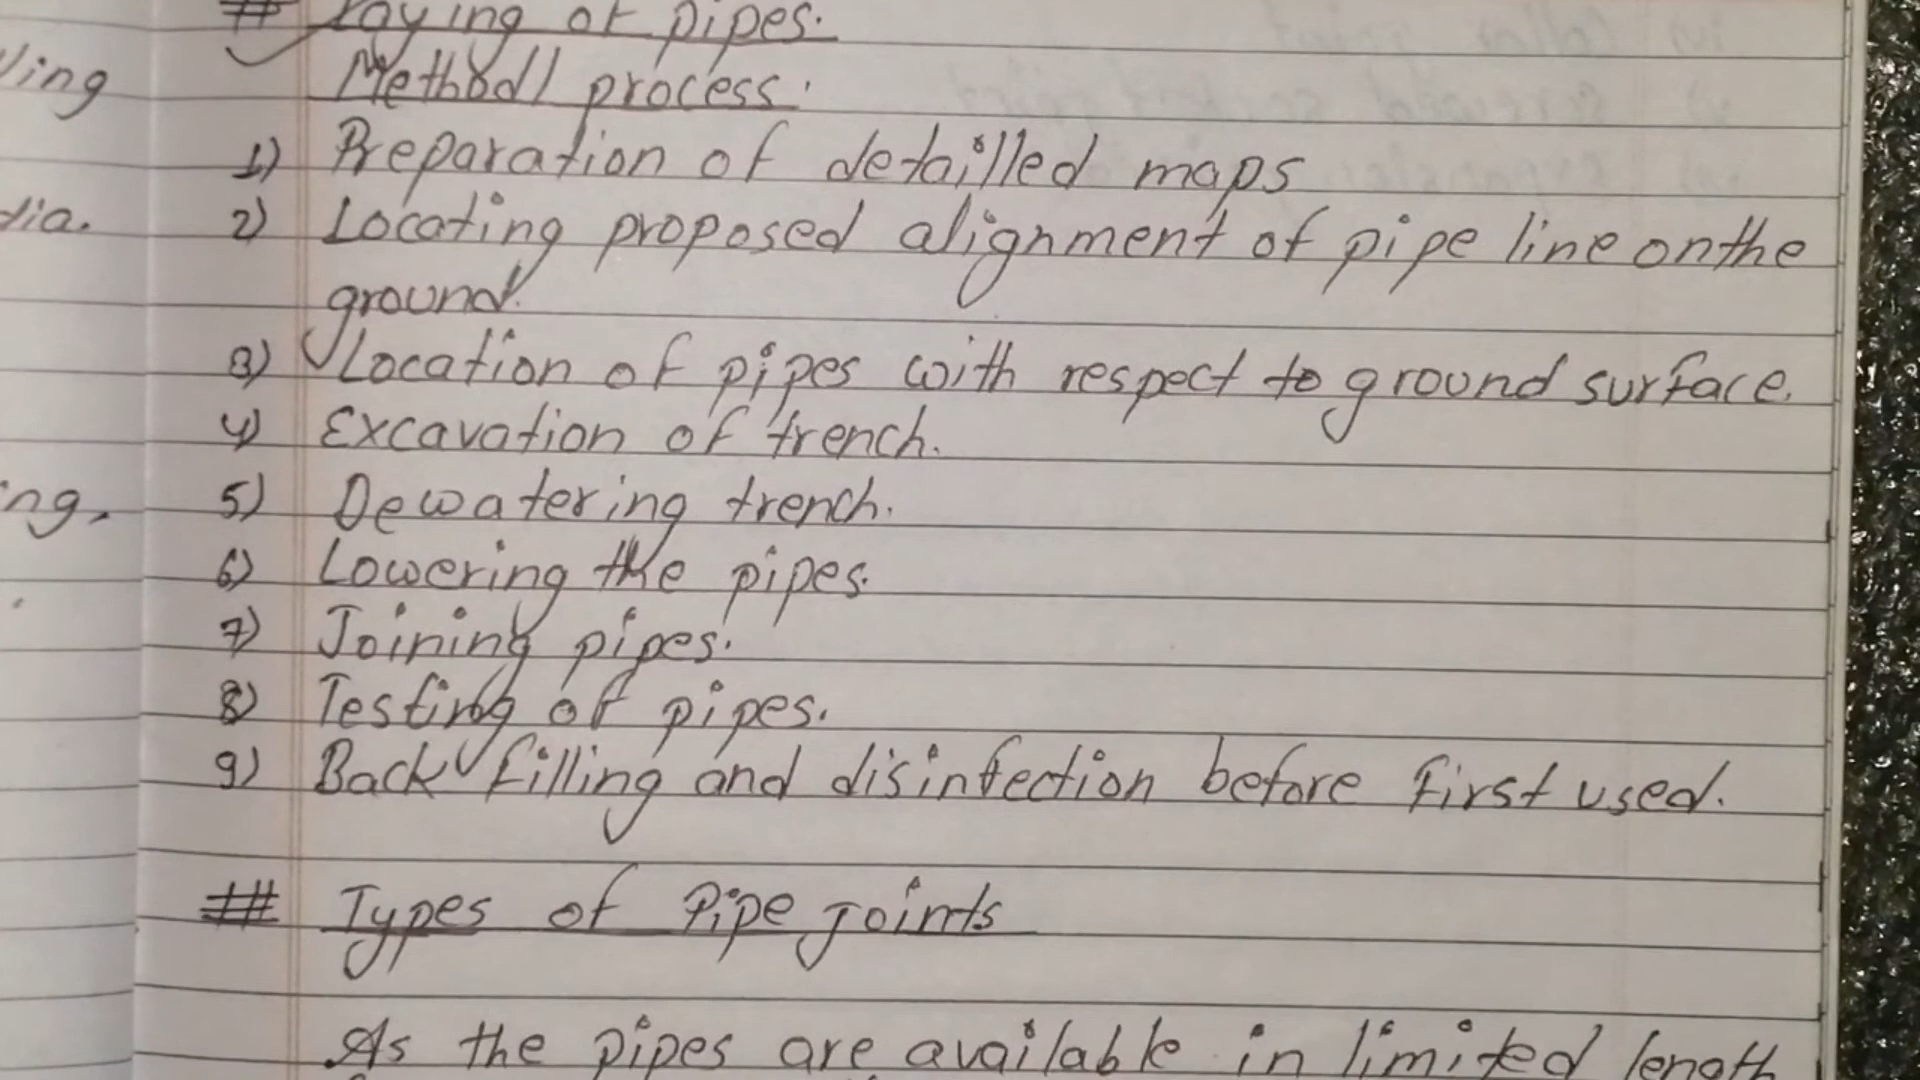 # Laying of pipes.
Method/ process:
1) Preparation of detailled maps
2) Locating proposed alignment of pipe line on the
ground.
3) Location of pipes with respect to ground surface.
4) Excavation of trench.
5) Dewatering trench.
6) Lowering the pipes.
7) Joining pipes.
8) Testing of pipes.
9) Back filling and disinfection before first used.
# Types of Pipe Joints
As the pipes are available in limited length
ling
dia.
ng.